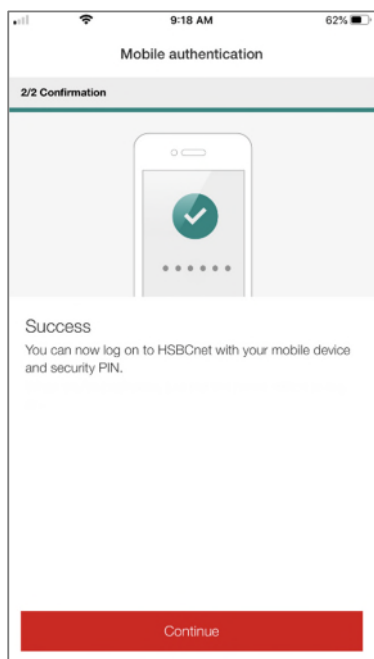 9:18 AM
62%
Mobile authentication
2/2 Confirmation
Success
You can now log on to HSBCnet with your mobile device
and security PIN.
Continue